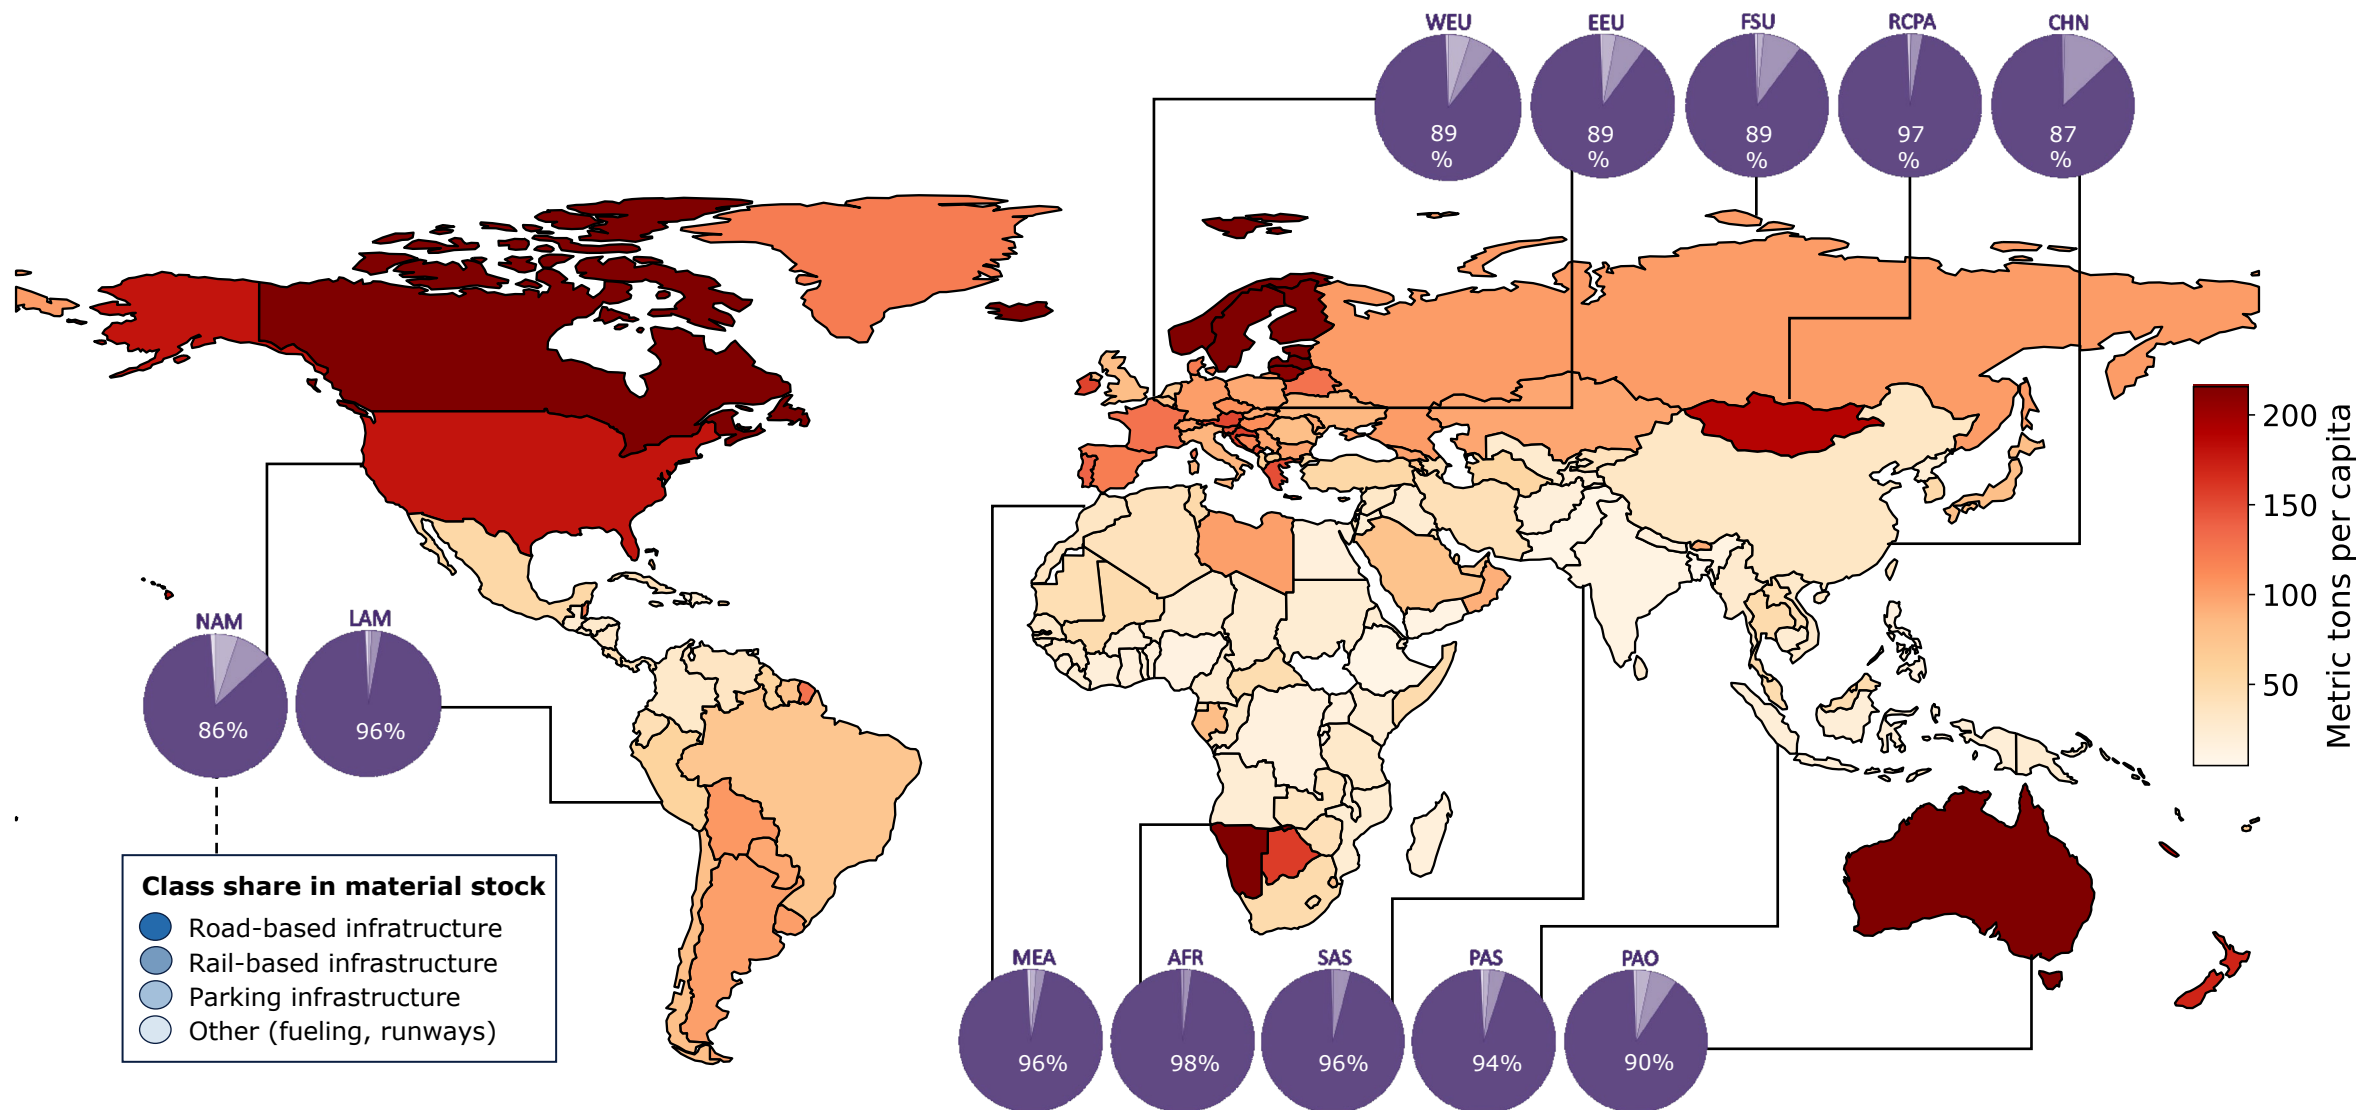 WEU
EEU
FSU
RCPA
CHN
89
%
89
%
89
%
97
%
87
%
NAM
LAM
86%
96%
200
150
100
50
Metric tons per capita
Class share in material stock
Road-based infratructure
Rail-based infrastructure
Parking infrastructure
Other (fueling, runways)
MEA
AFR
SAS
PAS
PAO
96%
98%
96%
94%
90%